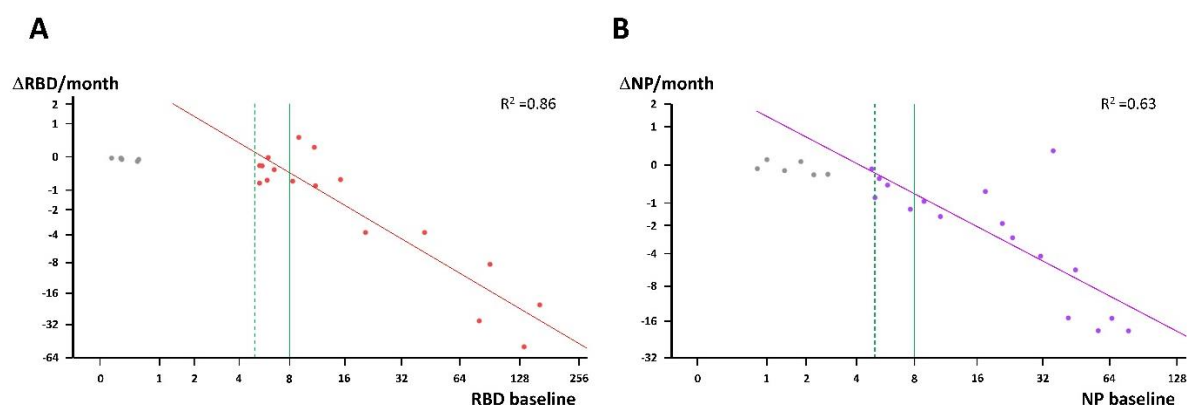 A
ΔRBD/month
R² =0.86
2
1
0
-1
-2
-4
-8
-16
-32
-64
0 1 2 4 8 16 32 64 128 256
RBD baseline
B
ΔNP/month
R² =0.63
2
1
0
-1
-2
-4
-8
-16
-32
0 1 2 4 8 16 32 64 128
NP baseline